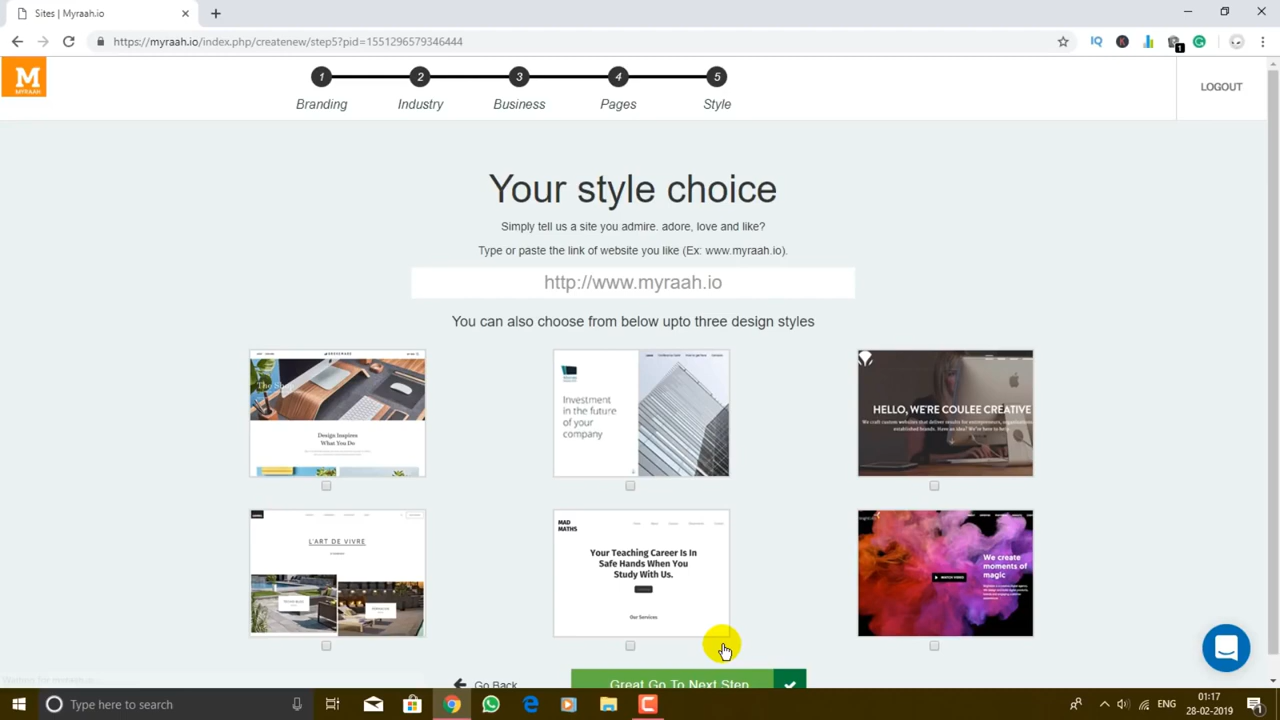 Sites | Myraah.io
https://myraah.io/index.php/createnew/step5?pid=1551296579346444
1
M
MYRAAH
1 2 3 4 5
Branding Industry Business Pages Style
LOGOUT
Your style choice
Simply tell us a site you admire. adore, love and like?
Type or paste the link of website you like (Ex: www.myraah.io).
http://www.myraah.io
You can also choose from below upto three design styles
Design Inspires
What You Do
Investment
in the future
of your
company
HELLO, WE'RE COULEE CREATIVE
L'ART DE VIVRE
MAD
MATHS
Your Teaching Career Is In
Safe Hands When You
Study With Us.
Our Services
WATCH VIDEO
We create
moments of
magic
Go Back
Great Go To Next Step
Type here to search
ENG
01:17
28-02-2019
1